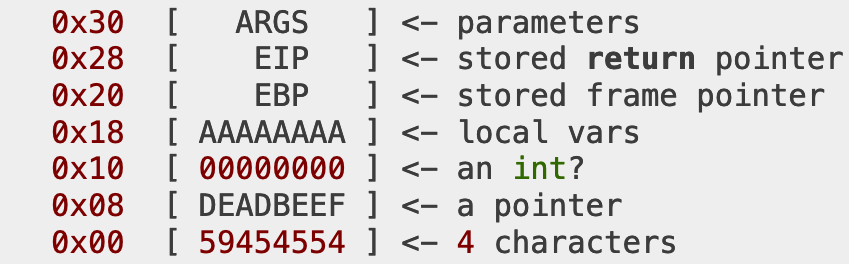 0x30 [ ARGS ] <- parameters
0x28 [ EIP ] <- stored return pointer
0x20 [ EBP ] <- stored frame pointer
0x18 [ AAAAAAAA ] <- local vars
0x10 [ 00000000 ] <- an int?
0x08 [ DEADBEEF ] <- a pointer
0x00 [ 59454554 ] <- 4 characters